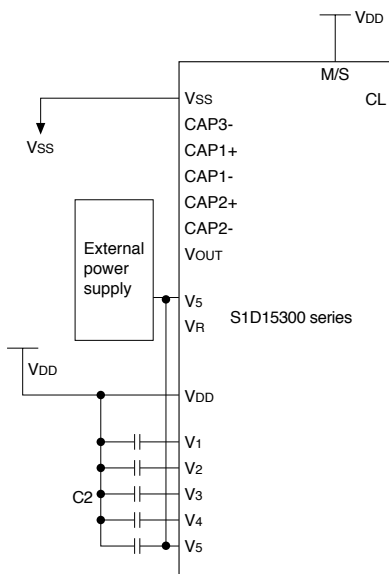 VDD
M/S
VSS
CL
CAP3-
VSS
CAP1+
CAP1-
CAP2+
CAP2-
VOUT
External
power
supply
V5
VR
S1D15300 series
VDD
VDD
V1
V2
C2
V3
V4
V5